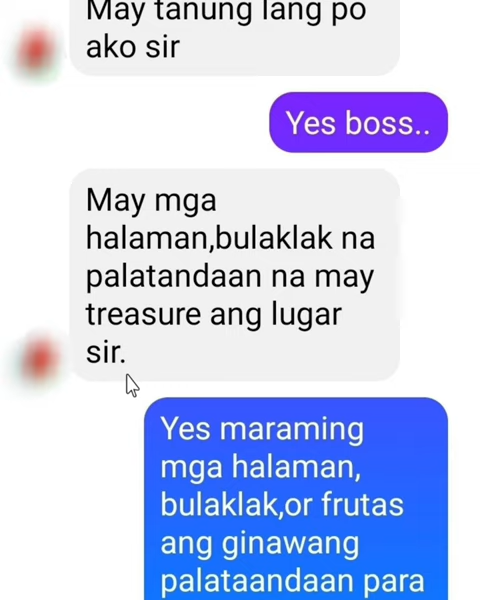 May tanung lang po
ako sir
Yes boss..
May mga
halaman,bulaklak na
palatandaan na may
treasure ang lugar
sir.
Yes maraming
mga halaman,
bulaklak,or frutas
ang ginawang
palataandaan para